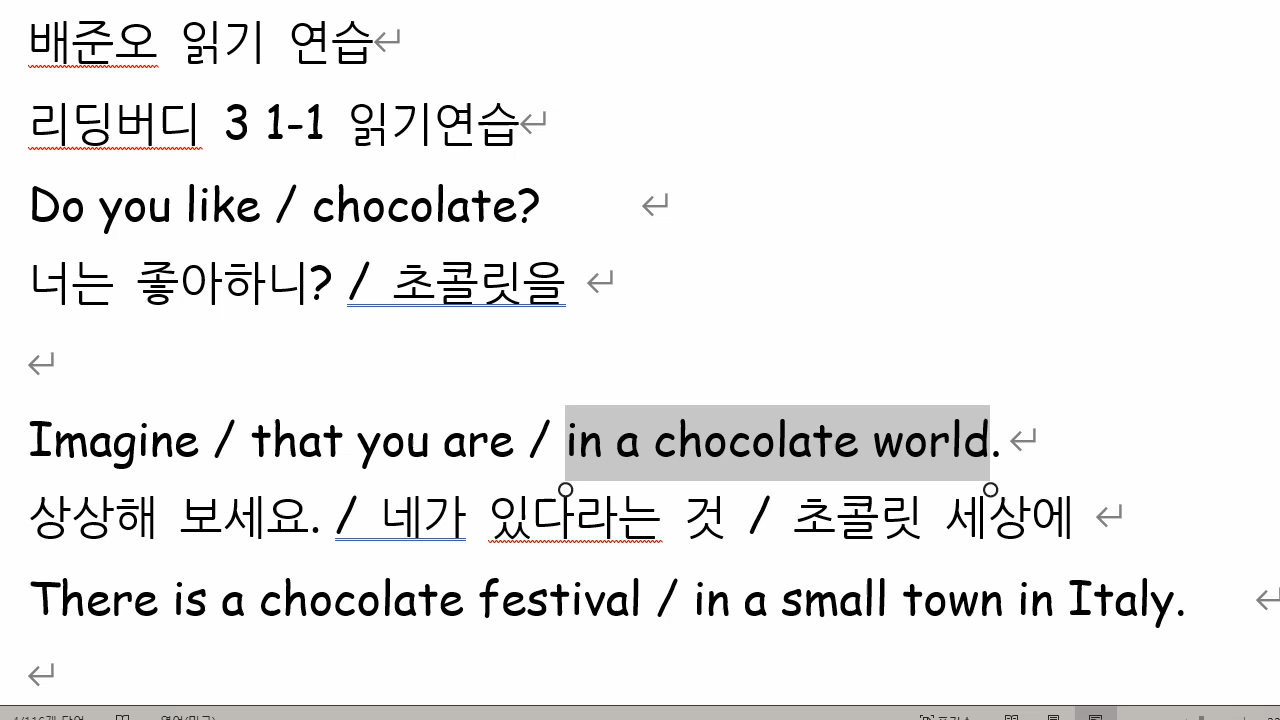 배준오 읽기 연습
리딩버디 3 1-1 읽기연습
Do you like / chocolate?
너는 좋아하니? / 초콜릿을
Imagine / that you are / in a chocolate world.
상상해 보세요. / 네가 있다라는 것 / 초콜릿 세상에
There is a chocolate festival / in a small town in Italy.